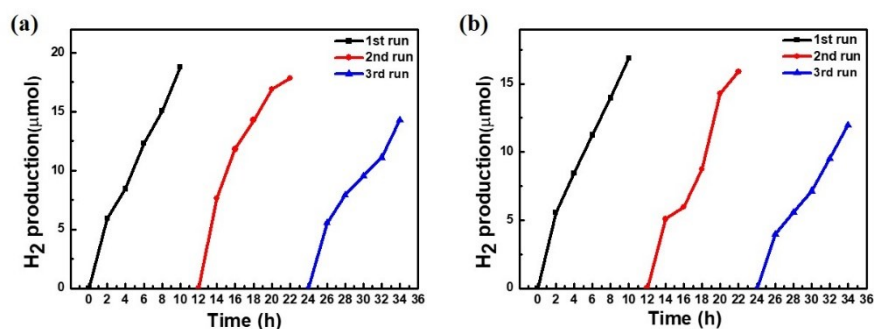 (a)
1st run
2nd run
3rd run
H2 production(μmol)
20
15
10
5
0
0 2 4 6 8 10 12 14 16 18 20 22 24 26 28 30 32 34 36
Time (h)
(b)
1st run
2nd run
3rd run
H2 production(μmol)
15
10
5
0
0 2 4 6 8 10 12 14 16 18 20 22 24 26 28 30 32 34 36
Time (h)